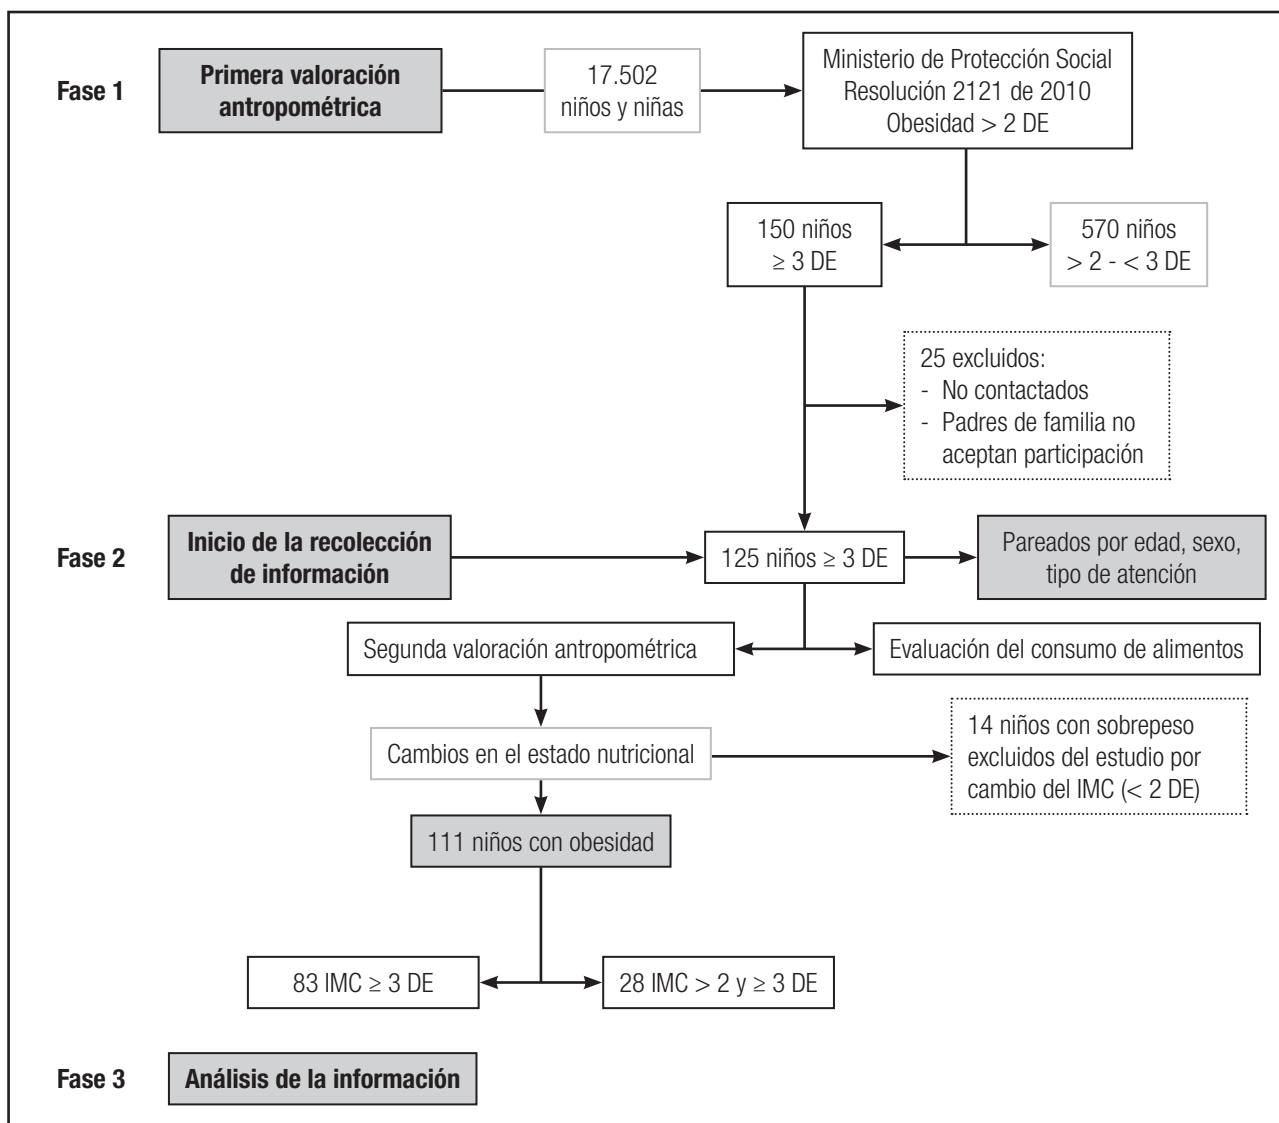 Fase 1
Primera valoración
antropométrica
17.502
niños y niñas
Ministerio de Protección Social
Resolución 2121 de 2010
Obesidad > 2 DE
150 niños
≥ 3 DE
570 niños
> 2 - < 3 DE
25 excluidos:
- No contactados
- Padres de familia no
aceptan participación
Fase 2
Inicio de la recolección
de información
125 niños ≥ 3 DE
Pareados por edad, sexo,
tipo de atención
Segunda valoración antropométrica
Evaluación del consumo de alimentos
Cambios en el estado nutricional
14 niños con sobrepeso
excluidos del estudio por
cambio del IMC (< 2 DE)
111 niños con obesidad
83 IMC ≥ 3 DE
28 IMC > 2 y ≥ 3 DE
Fase 3
Análisis de la información